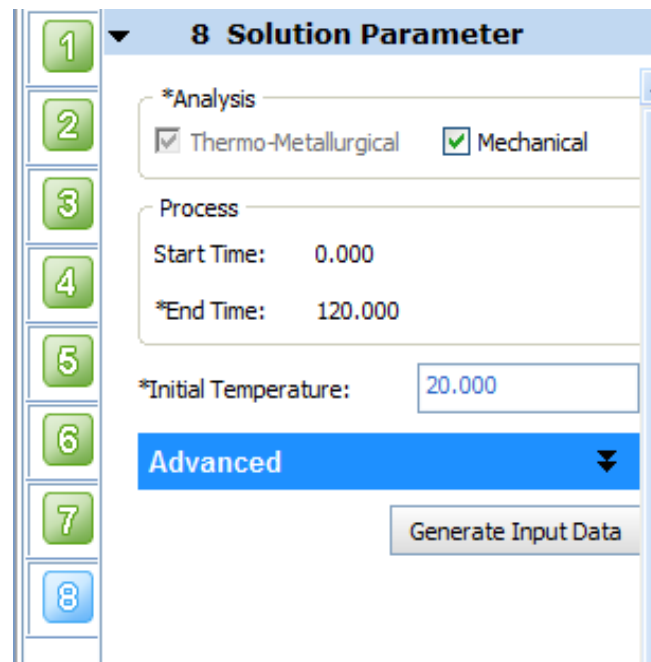 1
2
3
4
5
6
7
8
8 Solution Parameter
*Analysis
Thermo-Metallurgical Mechanical
Process
Start Time: 0.000
*End Time: 120.000
*Initial Temperature: 20.000
Advanced
Generate Input Data